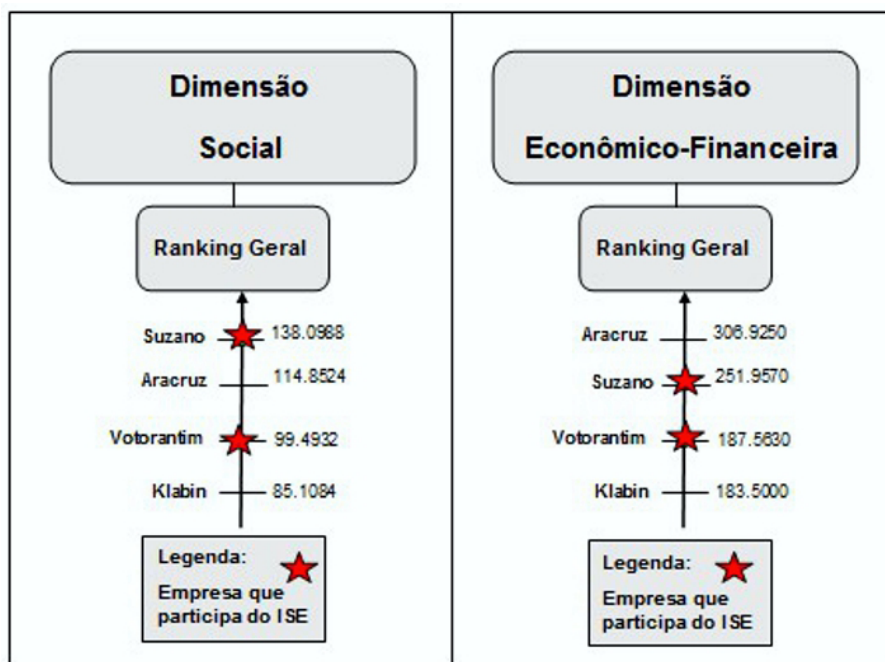 Dimensão
Social
Ranking Geral
Suzano 138.0988
Aracruz 114.8524
Votorantim 99.4932
Klabin 85.1084
Legenda:
Empresa que
participa do ISE
Dimensão
Econômico-Financeira
Ranking Geral
Aracruz 306.9250
Suzano 251.9570
Votorantim 187.5630
Klabin 183.5000
Legenda:
Empresa que
participa do ISE